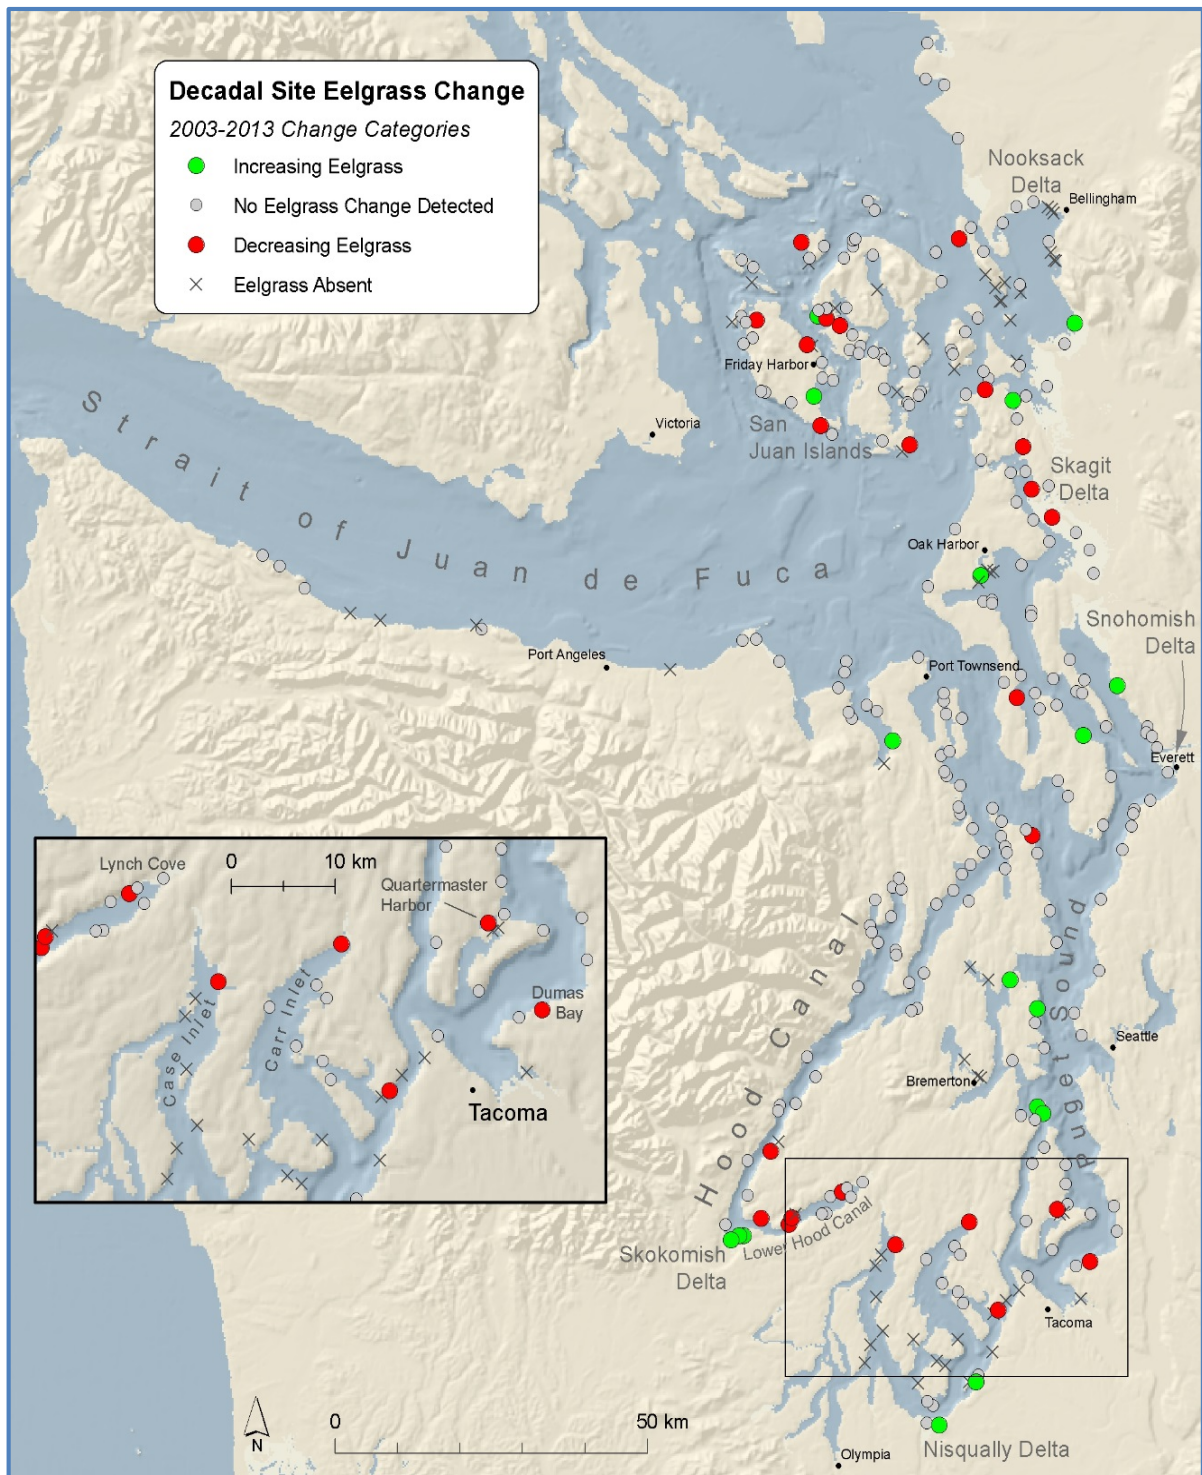 Decadal Site Eelgrass Change
2003-2013 Change Categories
Increasing Eelgrass
No Eelgrass Change Detected
Decreasing Eelgrass
Eelgrass Absent
Nooksack
Delta
Bellingham
Friday Harbor
Victoria
San
Juan Islands
Skagit
Delta
Strait of Juan de Fuca
Oak Harbor
Snohomish
Delta
Port Angeles
Port Townsend
Everett
Hood Canal
Puget Sound
Seattle
Bremerton
Lynch Cove
0 10 km
Quartermaster
Harbor
Dumas
Bay
Case Inlet
Carr Inlet
Tacoma
Lower Hood Canal
Skokomish
Delta
Tacoma
N
0 50 km
Nisqually Delta
Olympia